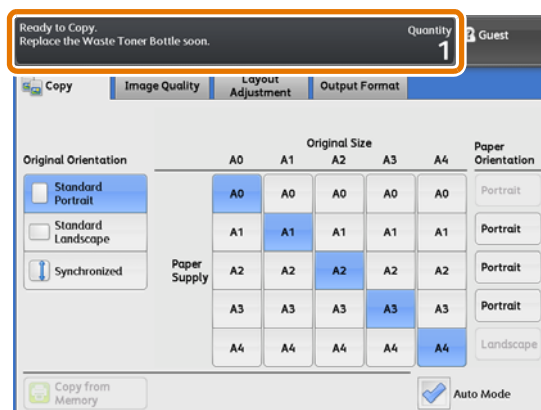 Ready to Copy.
Replace the Waste Toner Bottle soon.
Quantity
1
Guest
Copy
Image Quality
Layout
Adjustment
Output Format
Original Size
Original Orientation
A0 A1 A2 A3 A4
Paper
Orientation
Standard
Portrait
A0 A0 A0 A0 A0
Portrait
Standard
Landscape
A1 A1 A1 A1 A1
Portrait
Synchronized
Paper
Supply
A2 A2 A2 A2 A2
Portrait
A3 A3 A3 A3 A3
Portrait
A4 A4 A4 A4 A4
Landscape
Copy from
Memory
Auto Mode